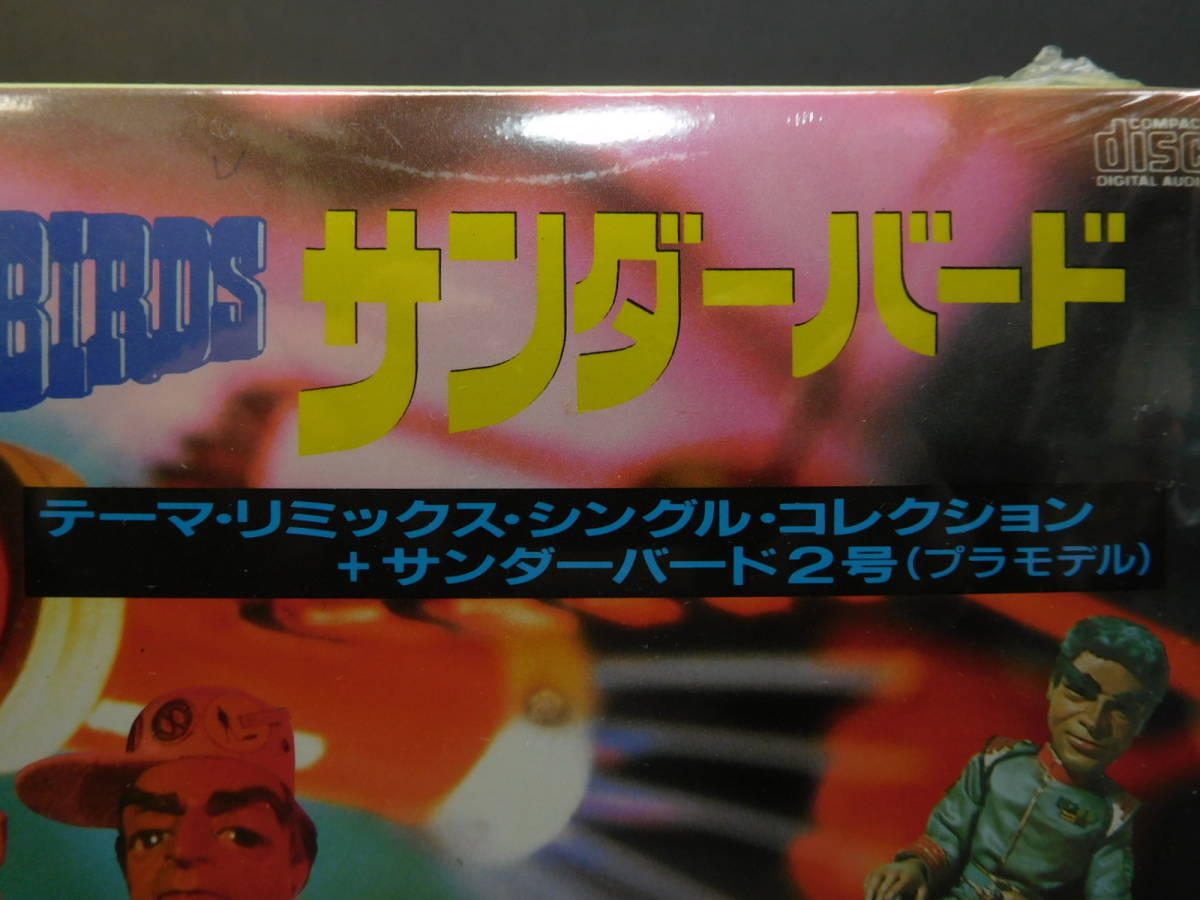 COMPAC
disc
DIGITAL AUDI
BIRDS サンダーバード
テーマ・リミックス・シングル・コレクション
+サンダーバード2号(プラモデル)